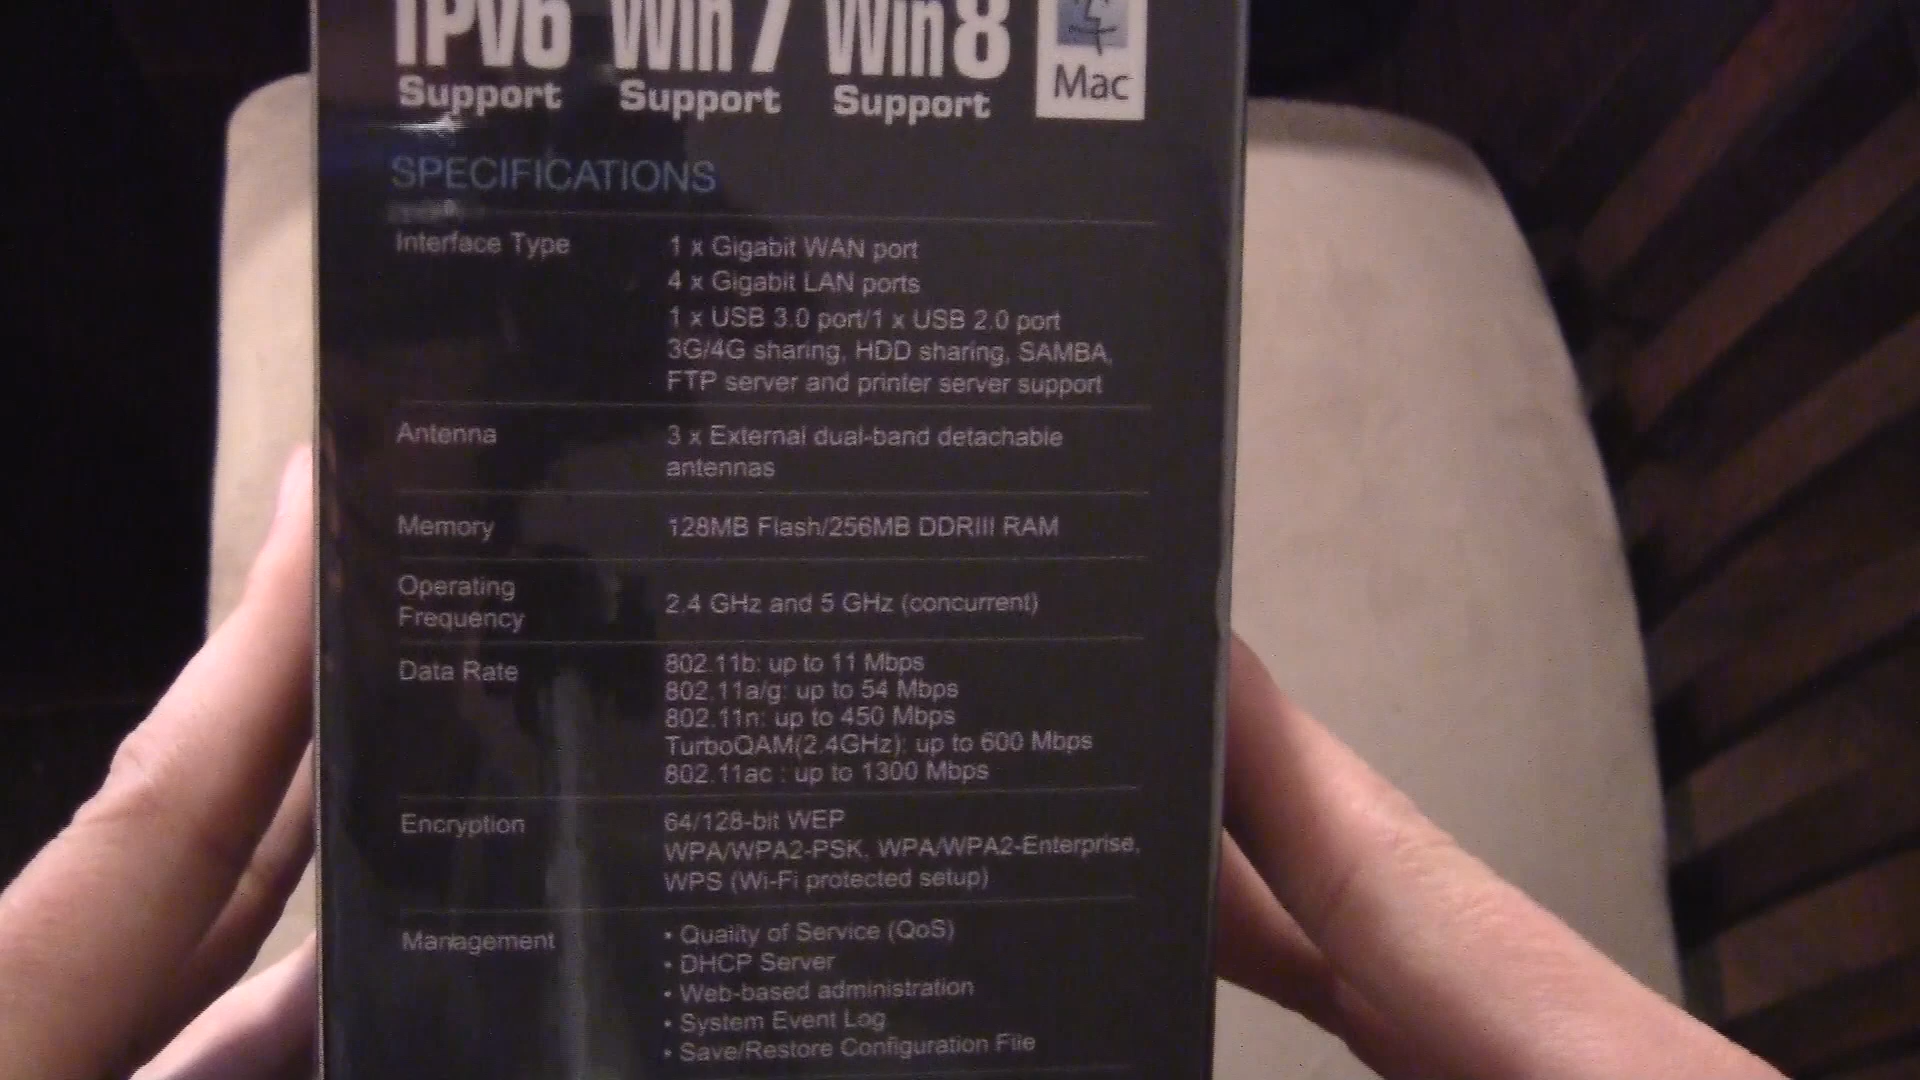 IPv6 Win7 Win8
Support Support Support Mac
SPECIFICATIONS
Interface Type 1 x Gigabit WAN port
4 x Gigabit LAN ports
1 x USB 3.0 port/1 x USB 2.0 port
3G/4G sharing, HDD sharing, SAMBA,
FTP server and printer server support
Antenna 3 x External dual-band detachable
antennas
Memory 128MB Flash/256MB DDRIII RAM
Operating
Frequency 2.4 GHz and 5 GHz (concurrent)
Data Rate 802.11b: up to 11 Mbps
802.11a/g: up to 54 Mbps
802.11n: up to 450 Mbps
TurboQAM(2.4GHz): up to 600 Mbps
802.11ac : up to 1300 Mbps
Encryption 64/128-bit WEP
WPA/WPA2-PSK, WPA/WPA2-Enterprise,
WPS (Wi-Fi protected setup)
Management • Quality of Service (QoS)
• DHCP Server
• Web-based administration
• System Event Log
• Save/Restore Configuration File